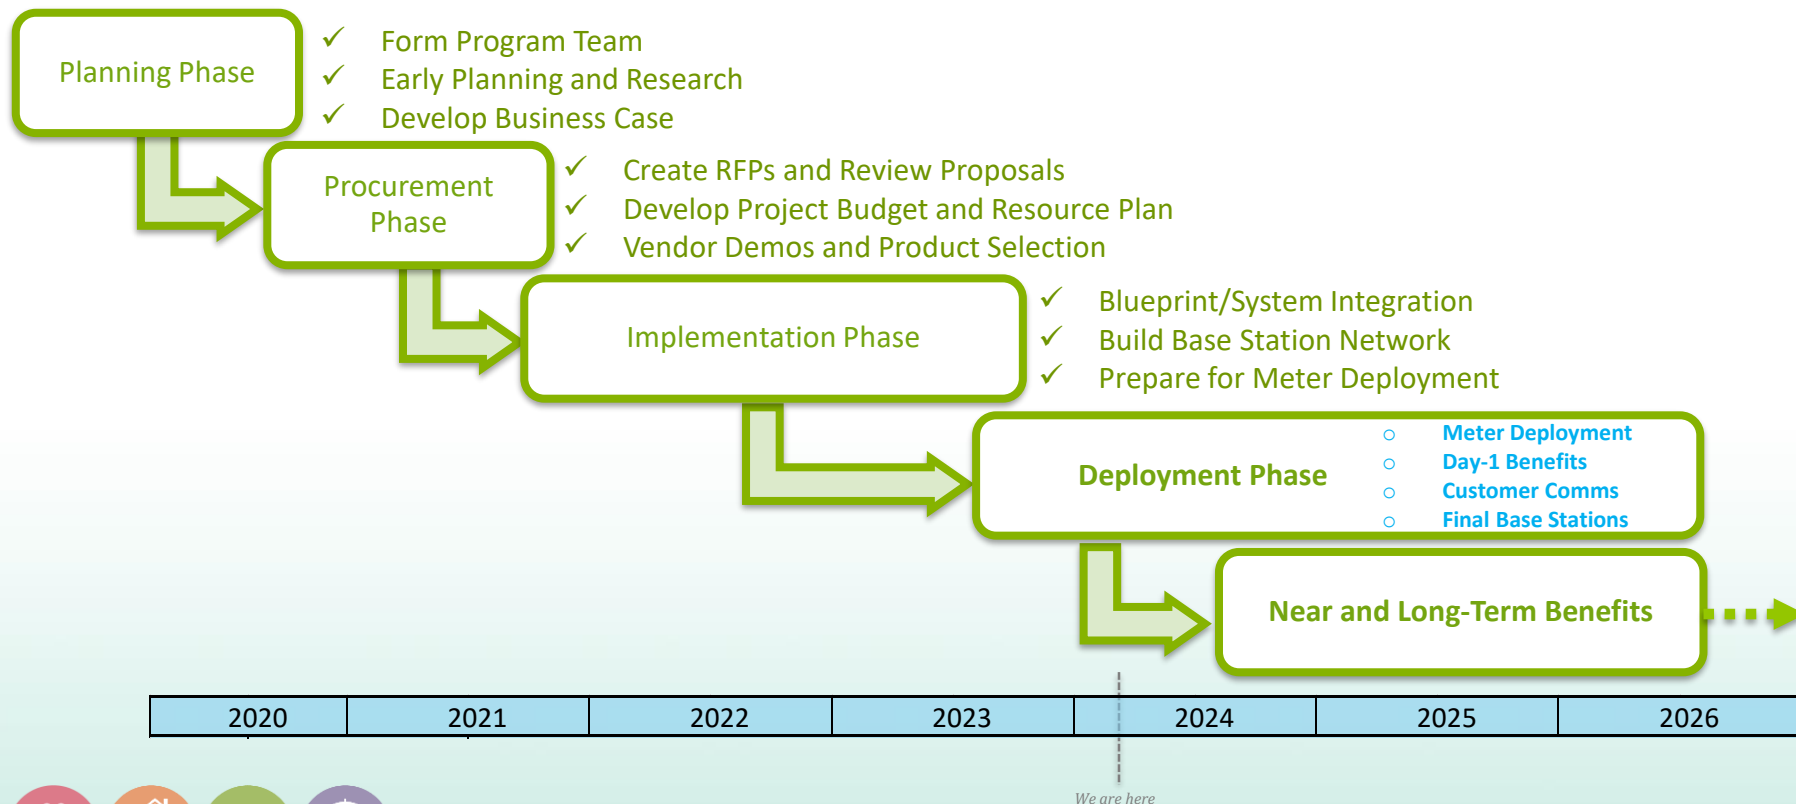 Planning Phase
✓ Form Program Team
✓ Early Planning and Research
✓ Develop Business Case
Procurement
Phase
✓ Create RFPs and Review Proposals
✓ Develop Project Budget and Resource Plan
✓ Vendor Demos and Product Selection
Implementation Phase
✓ Blueprint/System Integration
✓ Build Base Station Network
✓ Prepare for Meter Deployment
Deployment Phase
o Meter Deployment
o Day-1 Benefits
o Customer Comms
o Final Base Stations
Near and Long-Term Benefits
2020 2021 2022 2023 2024 2025 2026
We are here